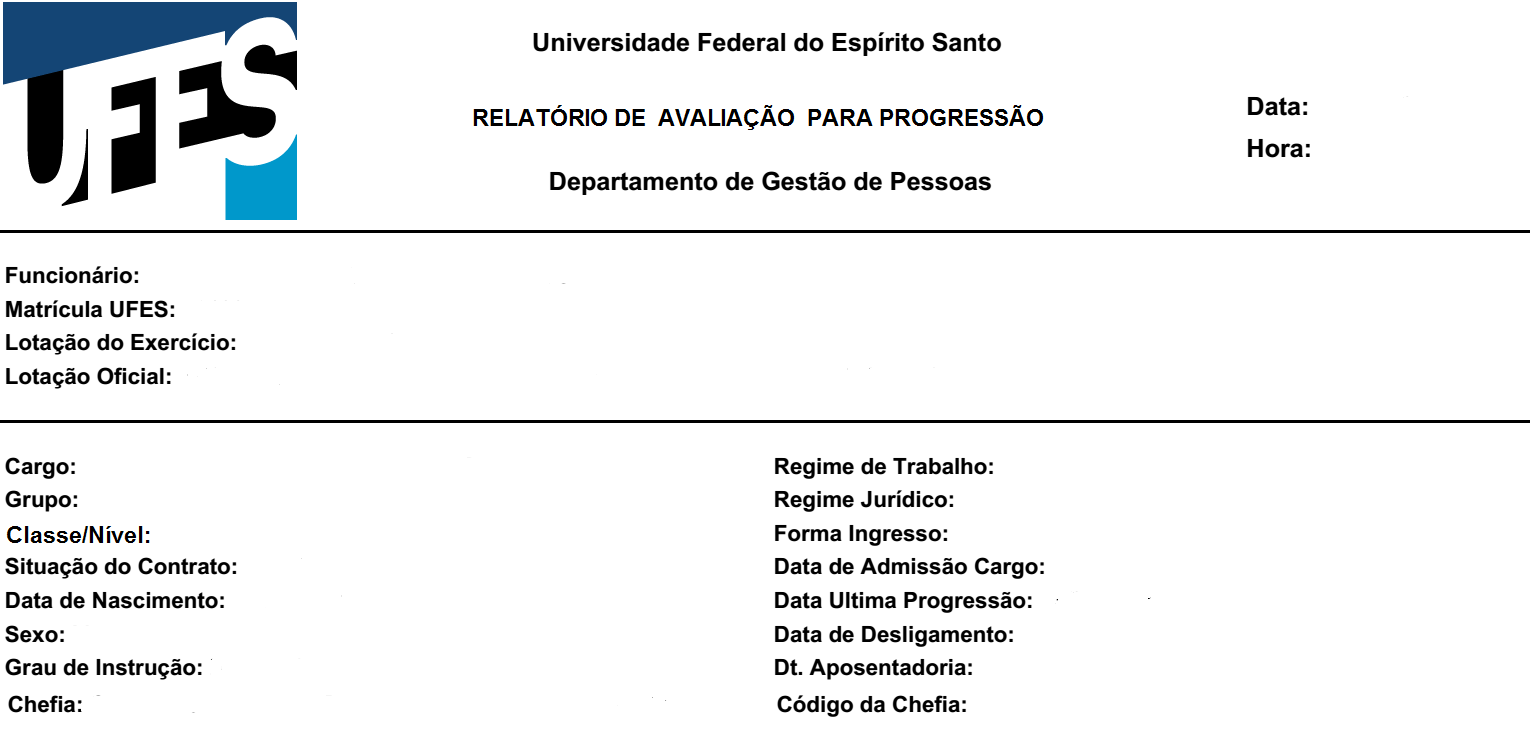 UFES
Universidade Federal do Espírito Santo
RELATÓRIO DE AVALIAÇÃO PARA PROGRESSÃO
Departamento de Gestão de Pessoas
Data:
Hora:
Funcionário:
Matrícula UFES:
Lotação do Exercício:
Lotação Oficial:
Cargo:
Grupo:
Classe/Nível:
Situação do Contrato:
Data de Nascimento:
Sexo:
Grau de Instrução:
Chefia:
Regime de Trabalho:
Regime Jurídico:
Forma Ingresso:
Data de Admissão Cargo:
Data Ultima Progressão:
Data de Desligamento:
Dt. Aposentadoria:
Código da Chefia: